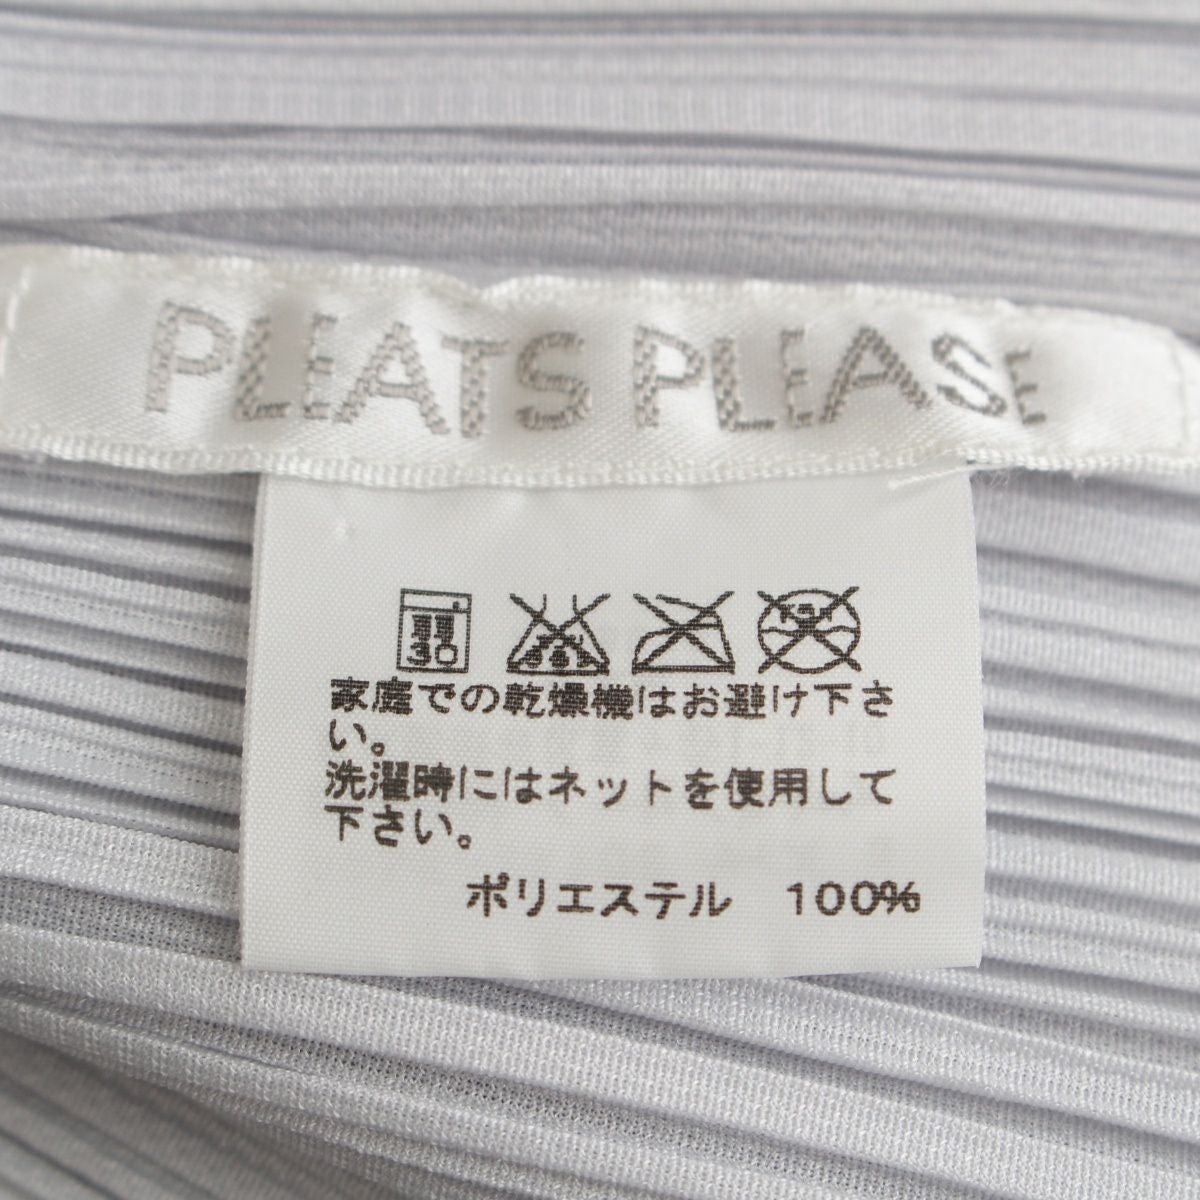 PLEATS PLEASE
30
家庭での乾燥機はお避け下さ
い。
洗濯時にはネットを使用して
下さい。
ポリエステル 100%